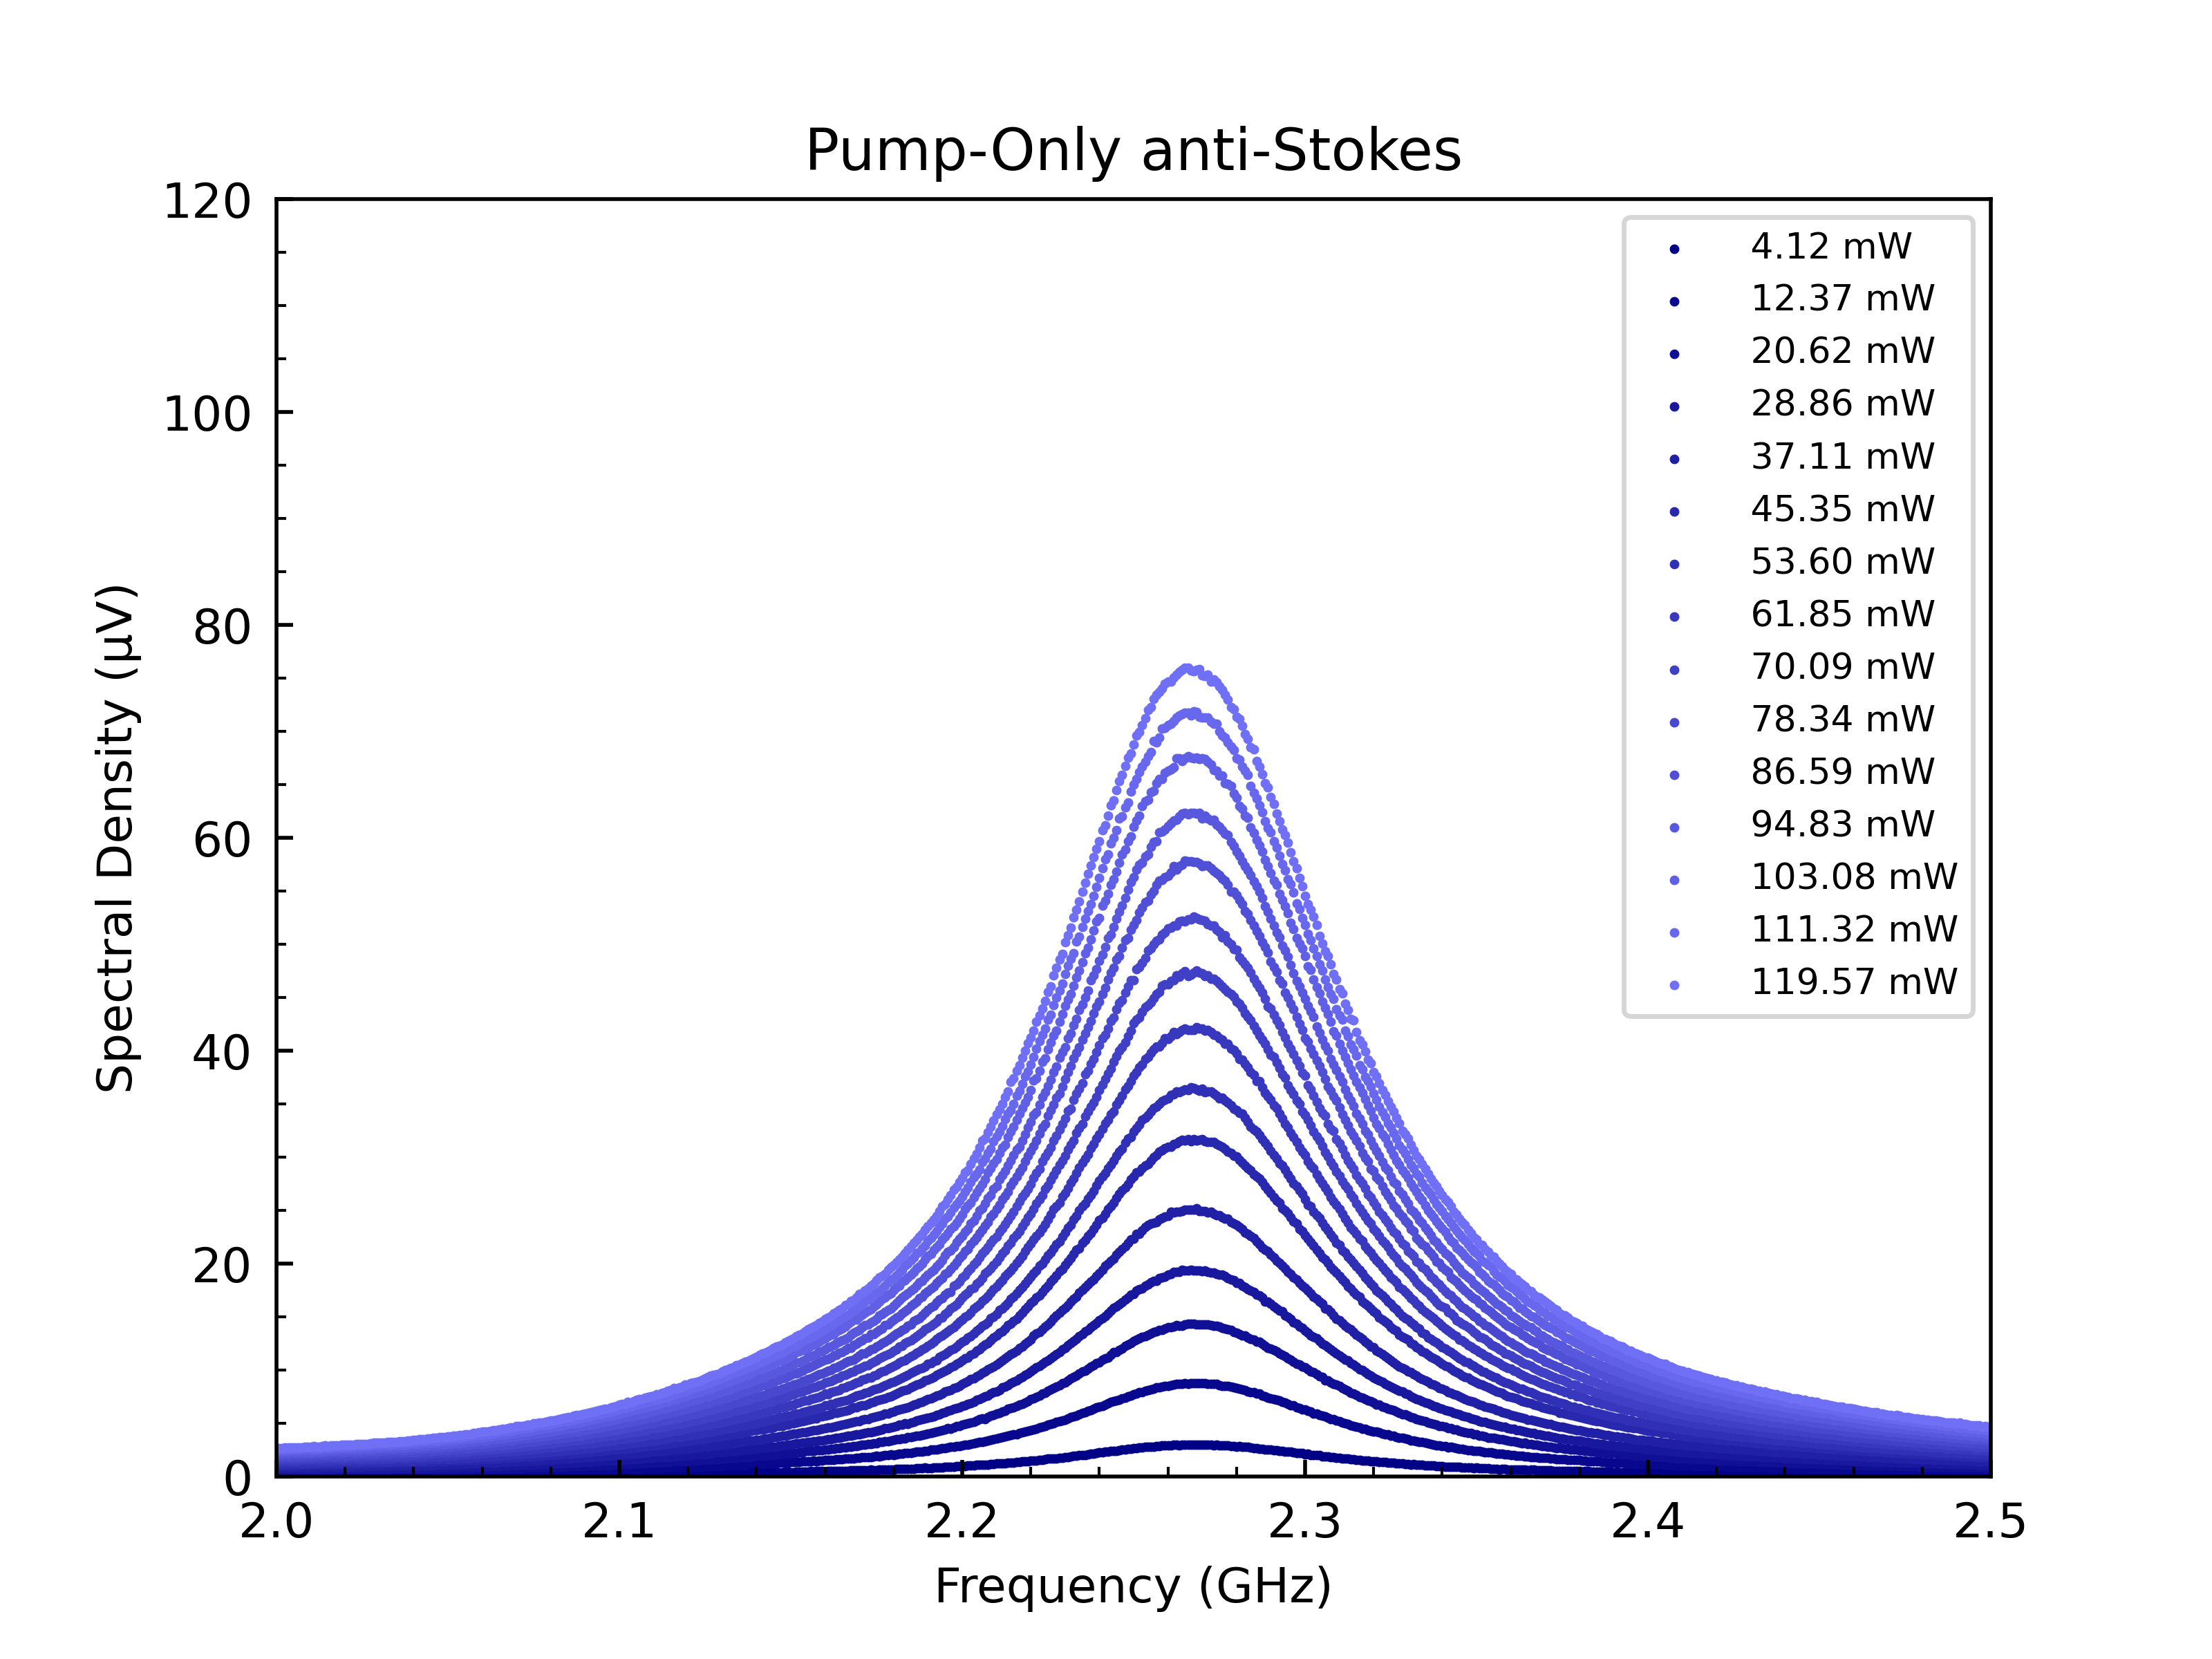 Pump-Only anti-Stokes
120
100
80
60
40
20
0
Spectral Density (µV)
2.0 2.1 2.2 2.3 2.4 2.5
Frequency (GHz)
4.12 mW
12.37 mW
20.62 mW
28.86 mW
37.11 mW
45.35 mW
53.60 mW
61.85 mW
70.09 mW
78.34 mW
86.59 mW
94.83 mW
103.08 mW
111.32 mW
119.57 mW